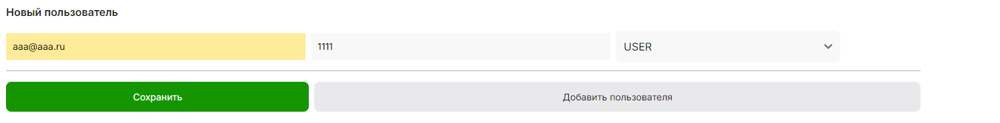 Новый пользователь
aaa@aaa.ru 1111 USER
Сохранить Добавить пользователя